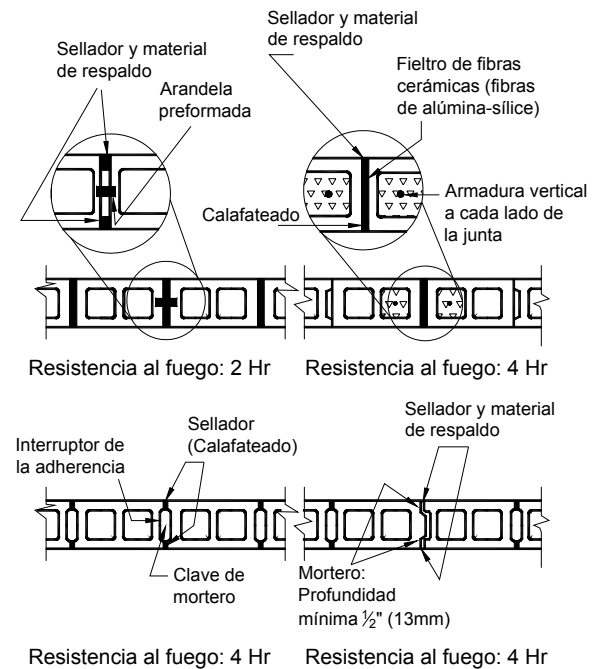 Sellador y material
de respaldo
Arandela
preformada
Resistencia al fuego: 2 Hr
Sellador y material
de respaldo
Fieltro de fibras
cerámicas (fibras
de alúmina-sílice)
Calafateado
Armadura vertical
a cada lado de
la junta
Resistencia al fuego: 4 Hr
Interruptor de
la adherencia
Sellador
(Calafateado)
Clave de
mortero
Resistencia al fuego: 4 Hr
Sellador y material
de respaldo
Mortero:
Profundidad
mínima ½" (13mm)
Resistencia al fuego: 4 Hr